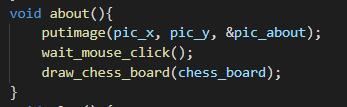 void about(){
    putimage(pic_x, pic_y, &pic_about);
    wait_mouse_click();
    draw_chess_board(chess_board);
}